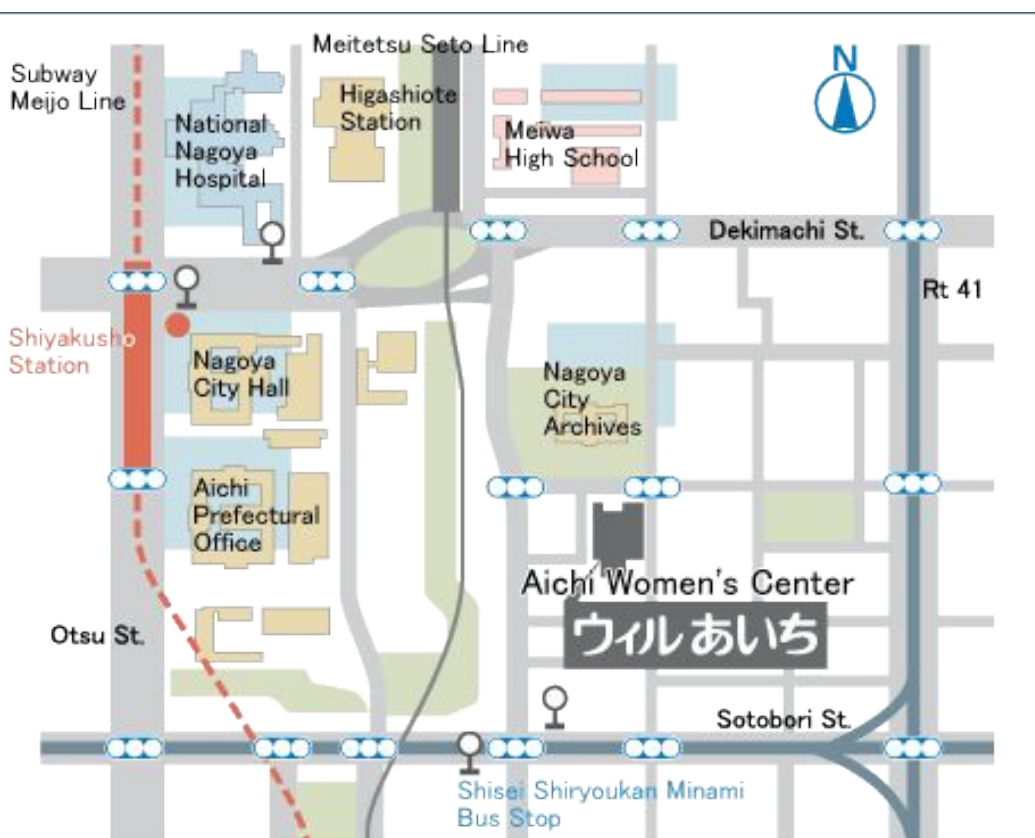 Meitetsu Seto Line
N
Subway
Meijo Line
National
Nagoya
Hospital
Higashiote
Station
Meiwa
High School
Dekimachi St.
Rt 41
Shiyakusho
Station
Nagoya
City Hall
Nagoya
City
Archives
Aichi
Prefectural
Office
Aichi Women's Center
ウィルあいち
Otsu St.
Sotobori St.
Shisei Shiryoukan Minami
Bus Stop